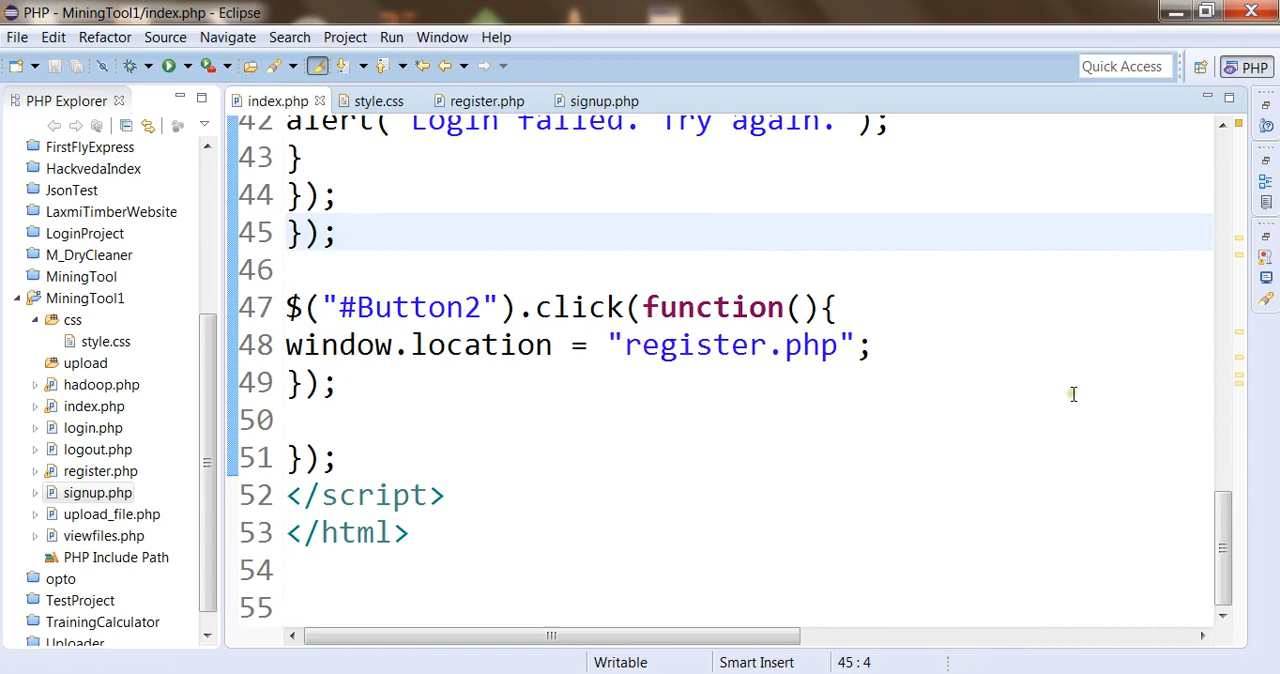 PHP - MiningTool1/index.php - Eclipse
File Edit Refactor Source Navigate Search Project Run Window Help
Quick Access PHP
PHP Explorer
index.php style.css register.php signup.php
FirstFlyExpress
HackvedaIndex
JsonTest
LaxmiTimberWebsite
LoginProject
M_DryCleaner
MiningTool
MiningTool1
css
style.css
upload
hadoop.php
index.php
login.php
logout.php
register.php
signup.php
upload_file.php
viewfiles.php
PHP Include Path
opto
TestProject
TrainingCalculator
Uploader
42 alert("Login failed. Try again.");
43 }
44 });
45 });
46
47 $("#Button2").click(function(){
48 window.location = "register.php";
49 });
50
51 });
52 </script>
53 </html>
54
55
Writable Smart Insert 45 : 4